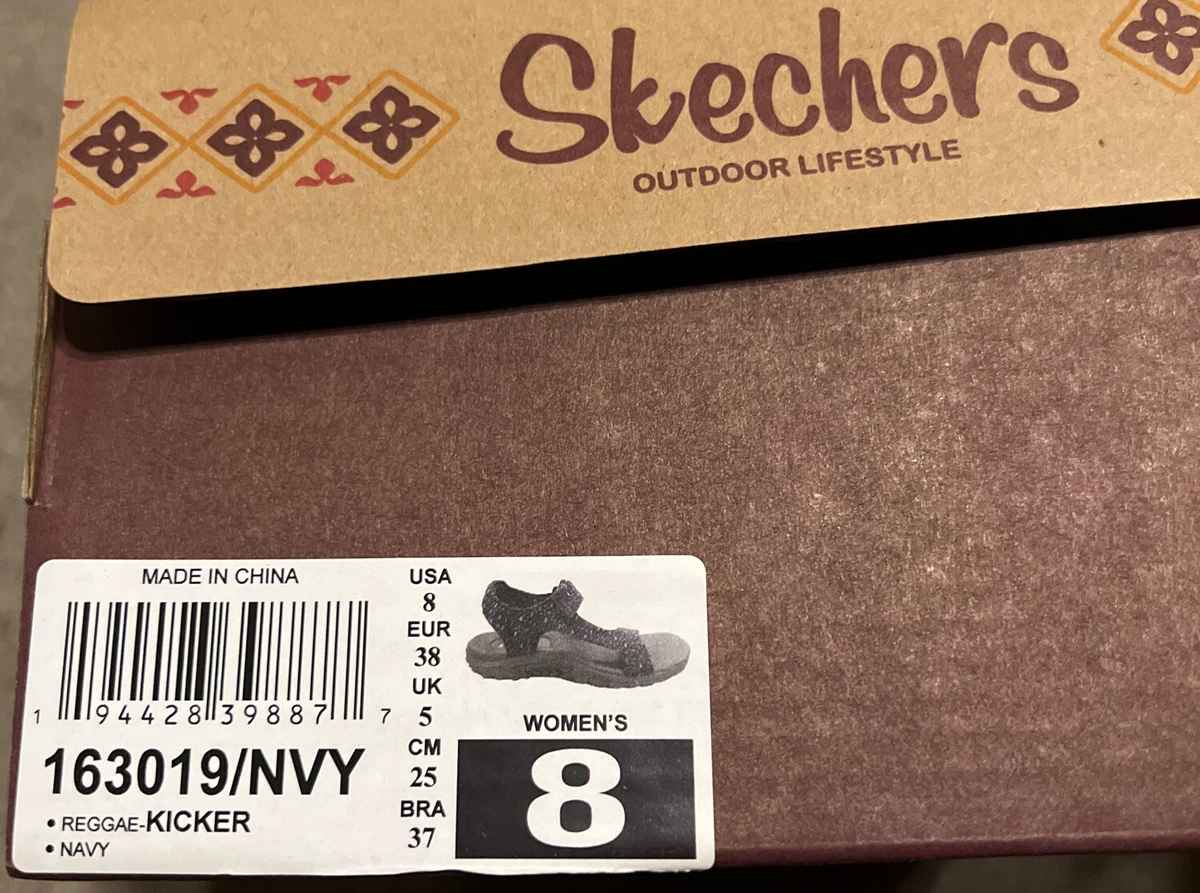 Skechers
OUTDOOR LIFESTYLE
MADE IN CHINA
1 94428 39887 7
163019/NVY
• REGGAE-KICKER
• NAVY
USA
8
EUR
38
UK
5
CM
25
BRA
37
WOMEN'S
8